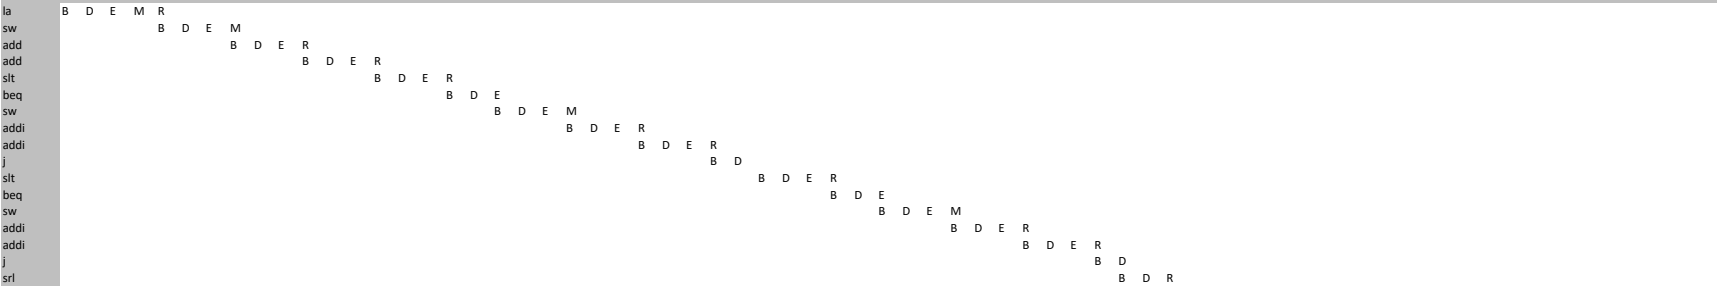 la B D E M R
sw B D E M
add B D E R
add B D E R
slt B D E R
beq B D E
sw B D E M
addi B D E R
addi B D E R
j B D
slt B D E R
beq B D E
sw B D E M
addi B D E R
addi B D E R
j B D
srl B D R